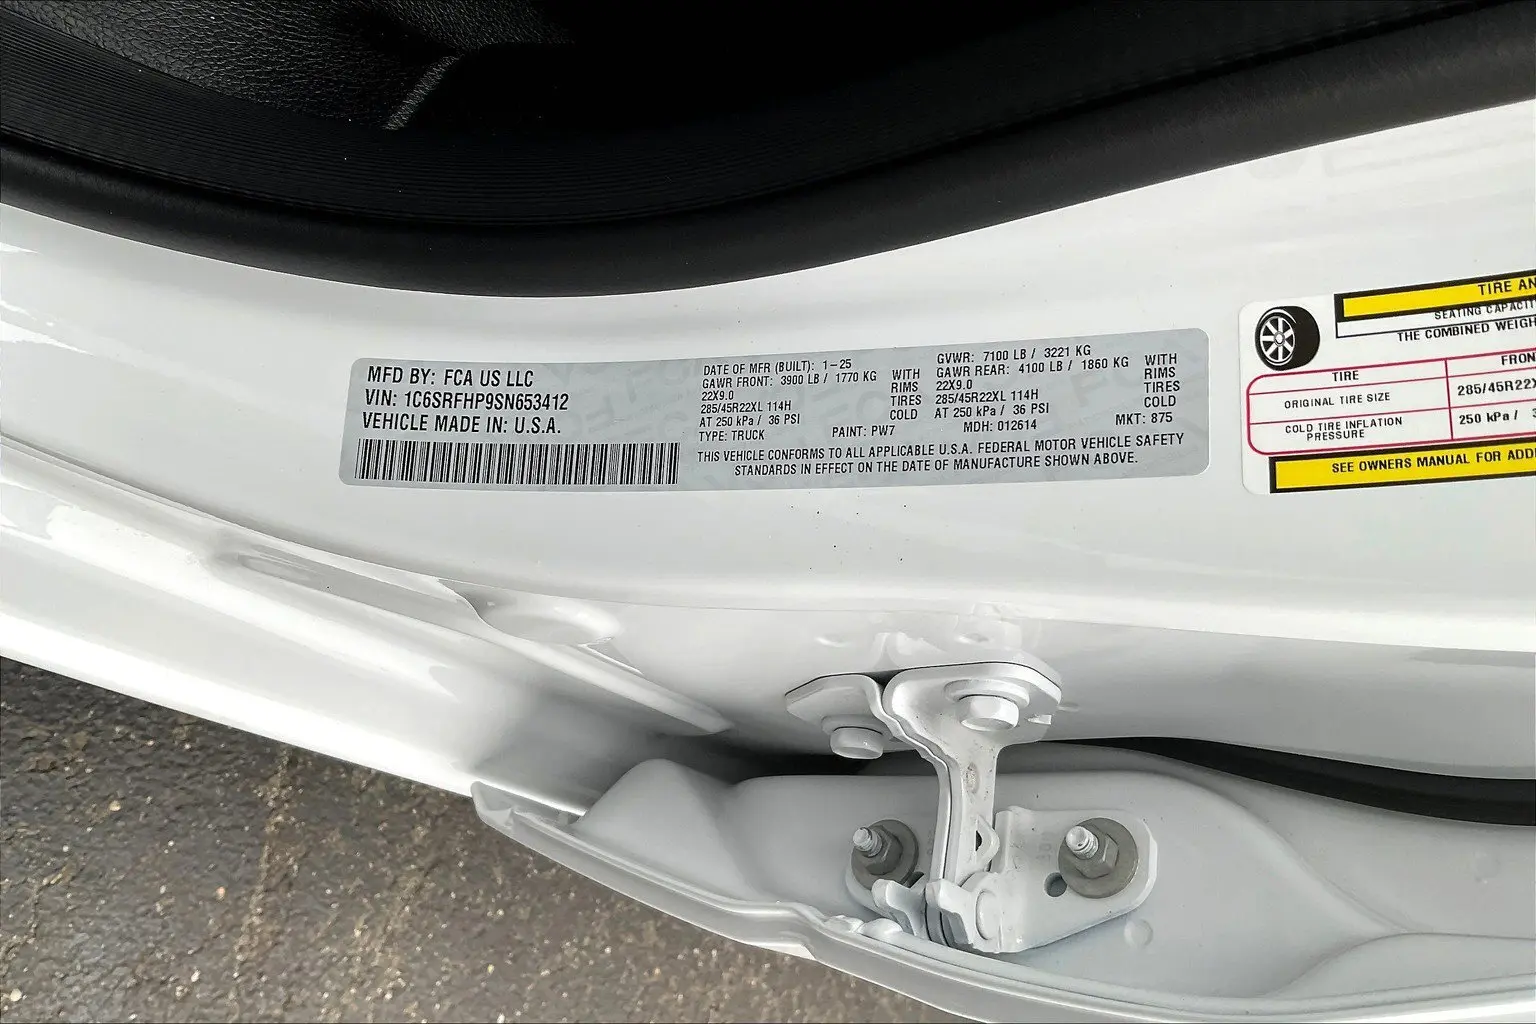 MFD BY: FCA US LLC
VIN: 1C6SRFHP9SN653412
VEHICLE MADE IN: U.S.A.
DATE OF MFR (BUILT): 1-25
GAWR FRONT: 3900 LB / 1770 KG WITH
22X9.0 RIMS
285/45R22XL 114H TIRES
AT 250 kPa / 36 PSI COLD
TYPE: TRUCK PAINT: PW7
GVWR: 7100 LB / 3221 KG
GAWR REAR: 4100 LB / 1860 KG WITH
22X9.0 RIMS
285/45R22XL 114H TIRES
AT 250 kPa / 36 PSI COLD
MDH: 012614 MKT: 875
THIS VEHICLE CONFORMS TO ALL APPLICABLE U.S.A. FEDERAL MOTOR VEHICLE SAFETY
STANDARDS IN EFFECT ON THE DATE OF MANUFACTURE SHOWN ABOVE.
TIRE AN
SEATING CAPACIT
THE COMBINED WEIGH
TIRE FRON
ORIGINAL TIRE SIZE 285/45R22X
COLD TIRE INFLATION
PRESSURE 250 kPa / 3
SEE OWNERS MANUAL FOR ADDI